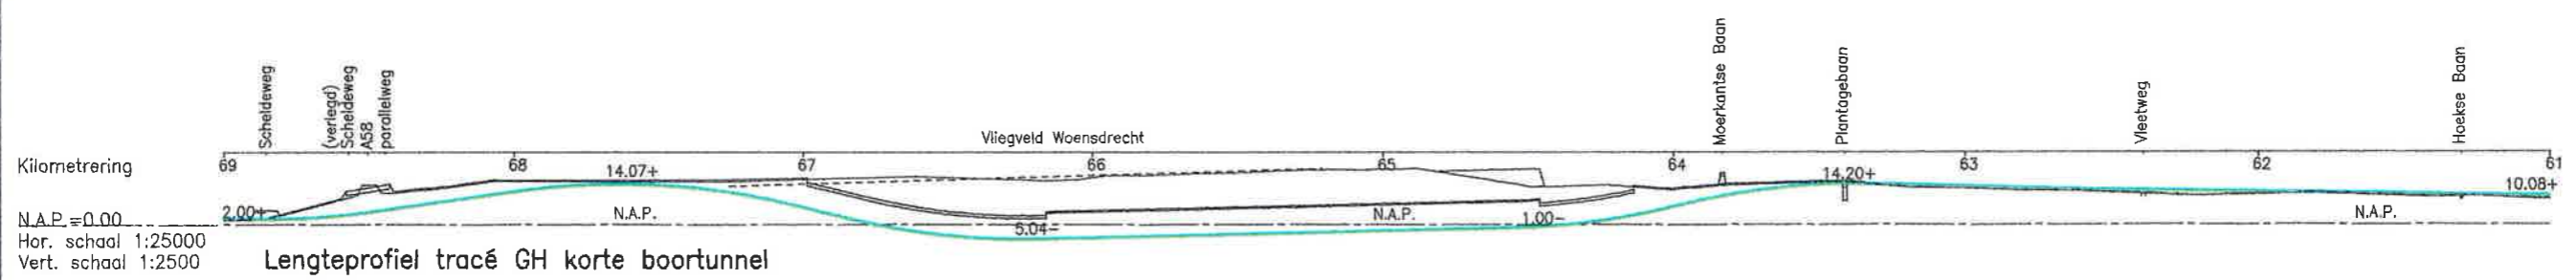 Scheldeweg
(verlegd)
Scheldeweg
A58
parallelweg
Vliegveld Woensdrecht
Moerkantse Baan
Plantagebaan
Vleetweg
Hoekse Baan
Kilometrering
69 68 67 66 65 64 63 62 61
14.07+ 14.20+ 10.08+
2.00+ N.A.P. N.A.P. 1.00- N.A.P.
5.04-
N.A.P.=0.00
Hor. schaal 1:25000
Vert. schaal 1:2500
Lengteprofiel tracé GH korte boortunnel